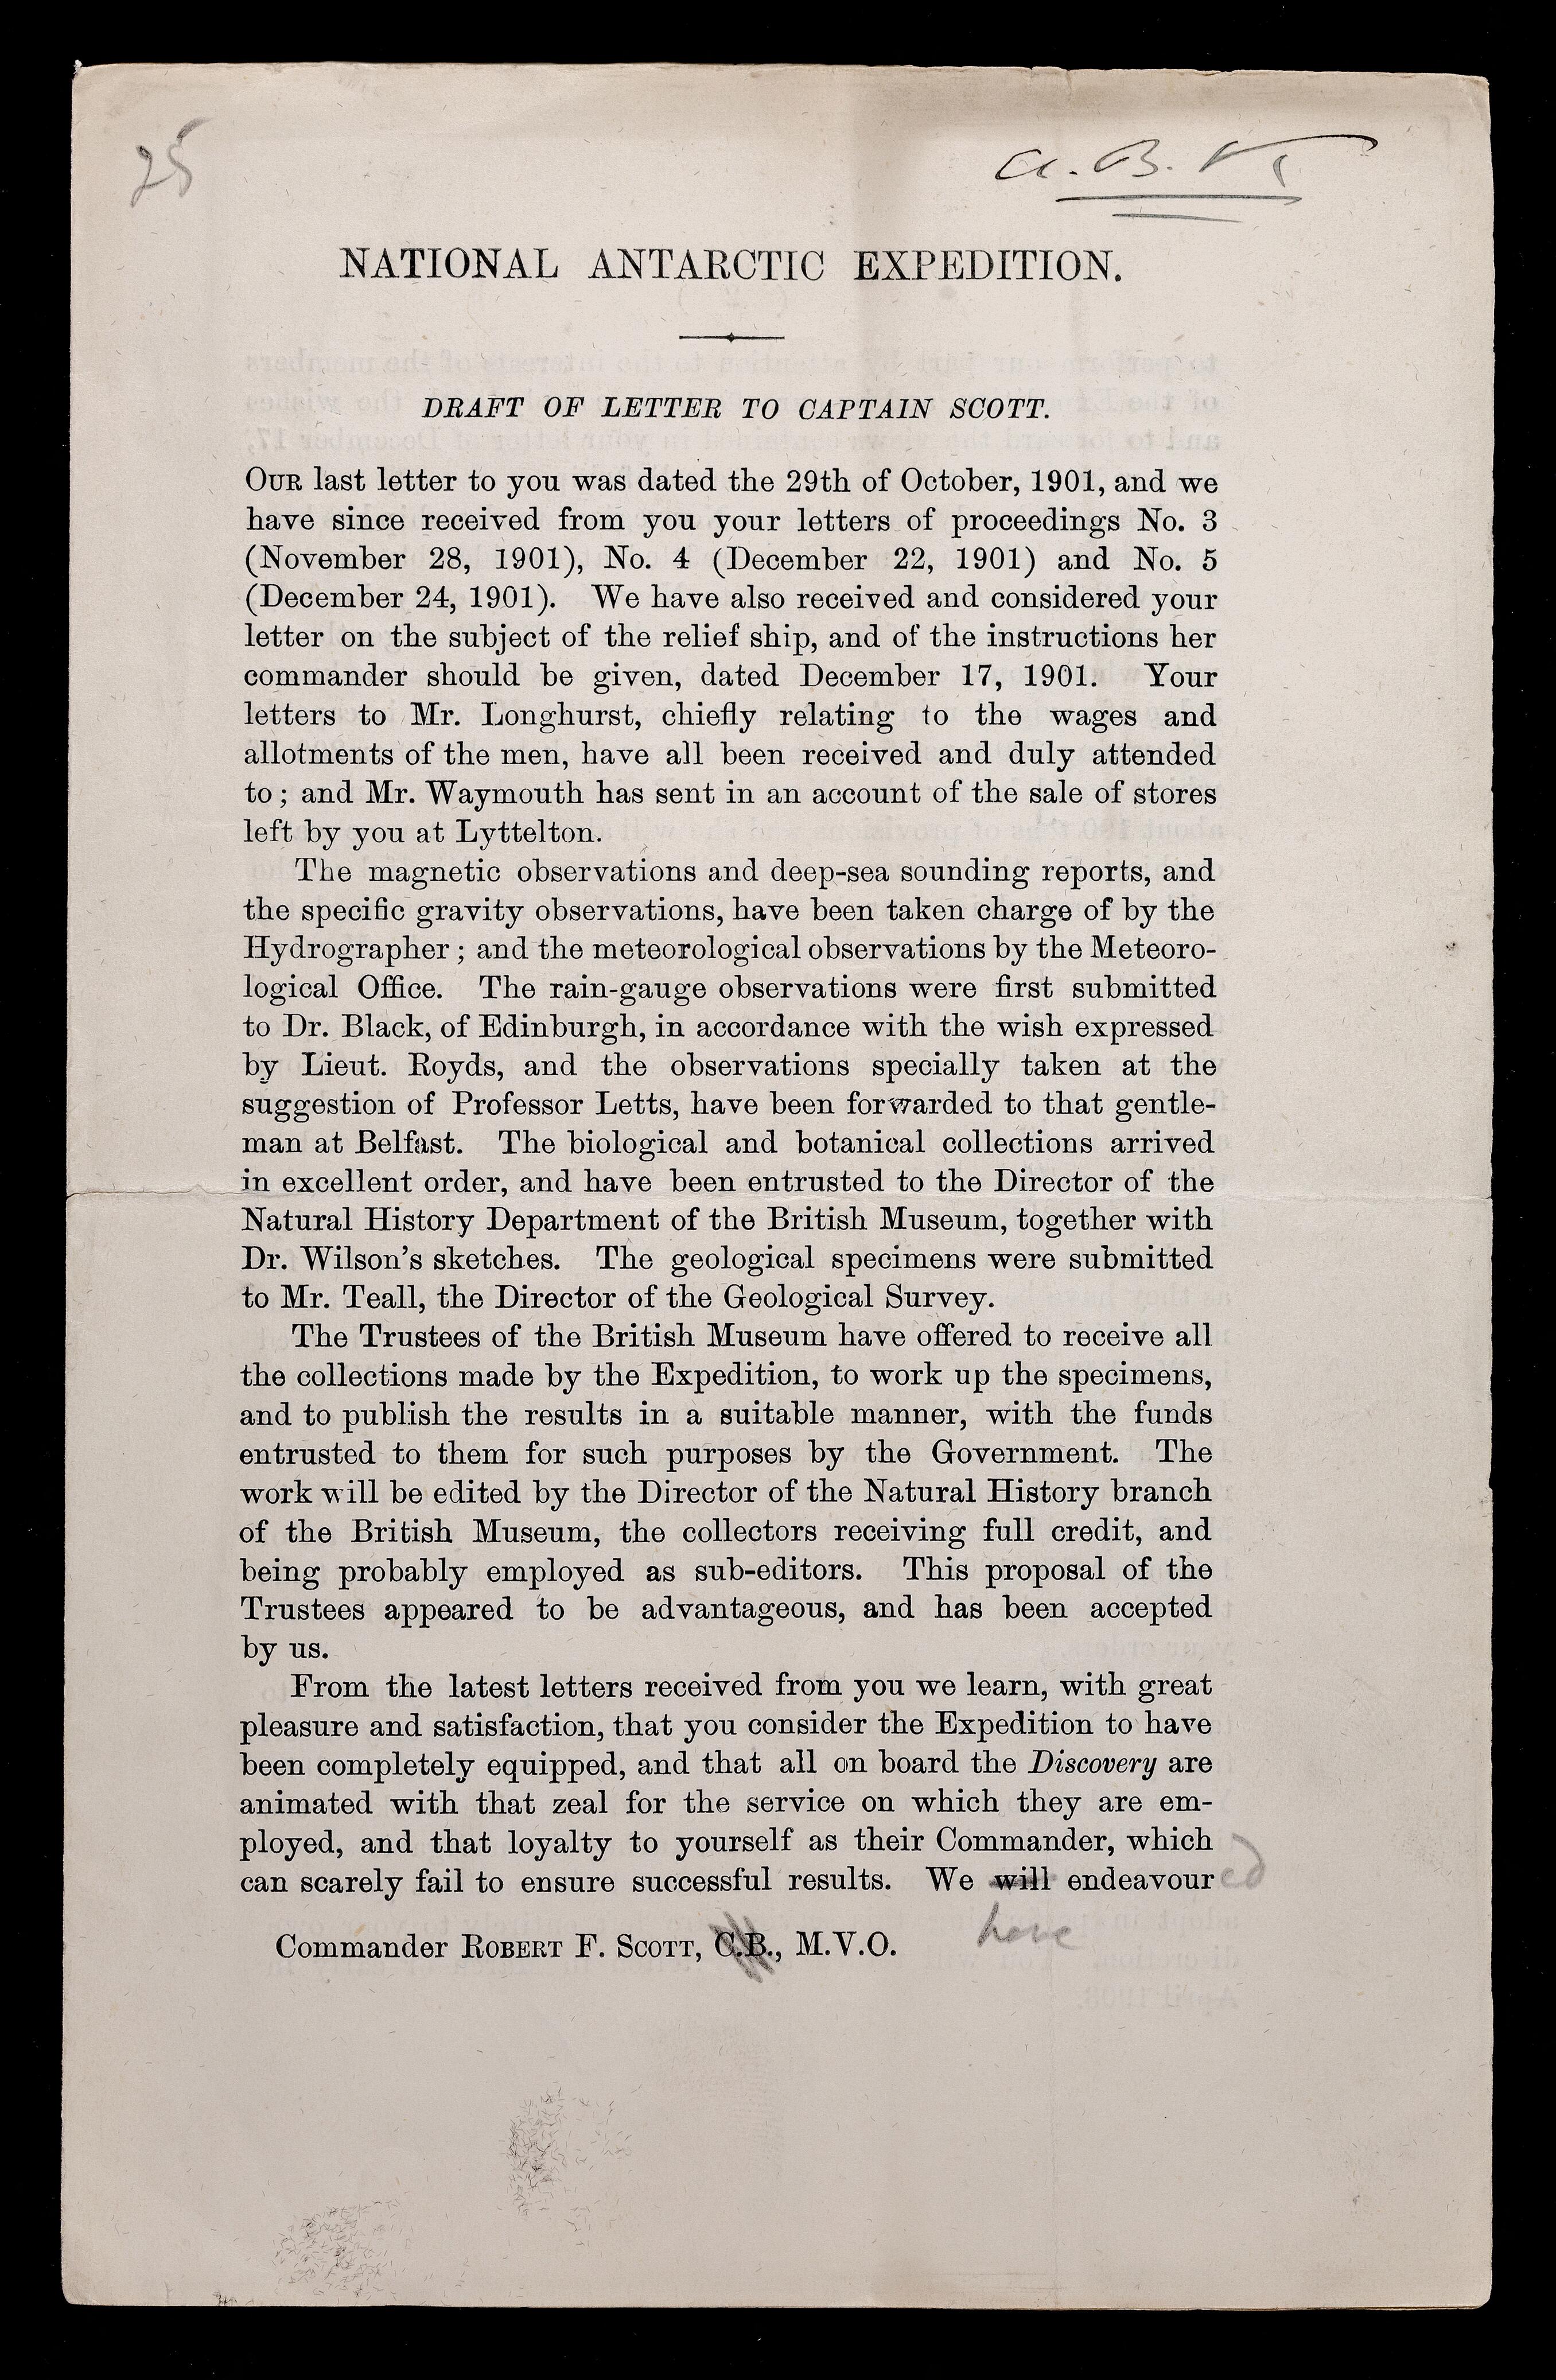 25
NATIONAL ANTARCTIC EXPEDITION.
DRAFT OF LETTER TO CAPTAIN SCOTT.
OUR last letter to you was dated the 29th of October, 1901, and we
have since received from you your letters of proceedings No. 3
(November 28, 1901), No. 4 (December 22, 1901) and No. 5
(December 24, 1901). We have also received and considered your
letter on the subject of the relief ship, and of the instructions her
commander should be given, dated December 17, 1901. Your
letters to Mr. Longhurst, chiefly relating to the wages and
allotments of the men, have all been received and duly attended
to; and Mr. Waymouth has sent in an account of the sale of stores
left by you at Lyttelton.
The magnetic observations and deep-sea sounding reports, and
the specific gravity observations, have been taken charge of by the
Hydrographer; and the meteorological observations by the Meteoro-
logical Office. The rain-gauge observations were first submitted
to Dr. Black, of Edinburgh, in accordance with the wish expressed
by Lieut. Royds, and the observations specially taken at the
suggestion of Professor Letts, have been forwarded to that gentle-
man at Belfast. The biological and botanical collections arrived
in excellent order, and have been entrusted to the Director of the
Natural History Department of the British Museum, together with
Dr. Wilson's sketches. The geological specimens were submitted
to Mr. Teall, the Director of the Geological Survey.
The Trustees of the British Museum have offered to receive all
the collections made by the Expedition, to work up the specimens,
and to publish the results in a suitable manner, with the funds
entrusted to them for such purposes by the Government. The
work will be edited by the Director of the Natural History branch
of the British Museum, the collectors receiving full credit, and
being probably employed as sub-editors. This proposal of the
Trustees appeared to be advantageous, and has been accepted
by us.
From the latest letters received from you we learn, with great
pleasure and satisfaction, that you consider the Expedition to have
been completely equipped, and that all on board the Discovery are
animated with that zeal for the service on which they are em-
ployed, and that loyalty to yourself as their Commander, which
can scarely fail to ensure successful results. We will endeavoured
have
Commander ROBERT F. SCOTT, C.B., M.V.O.